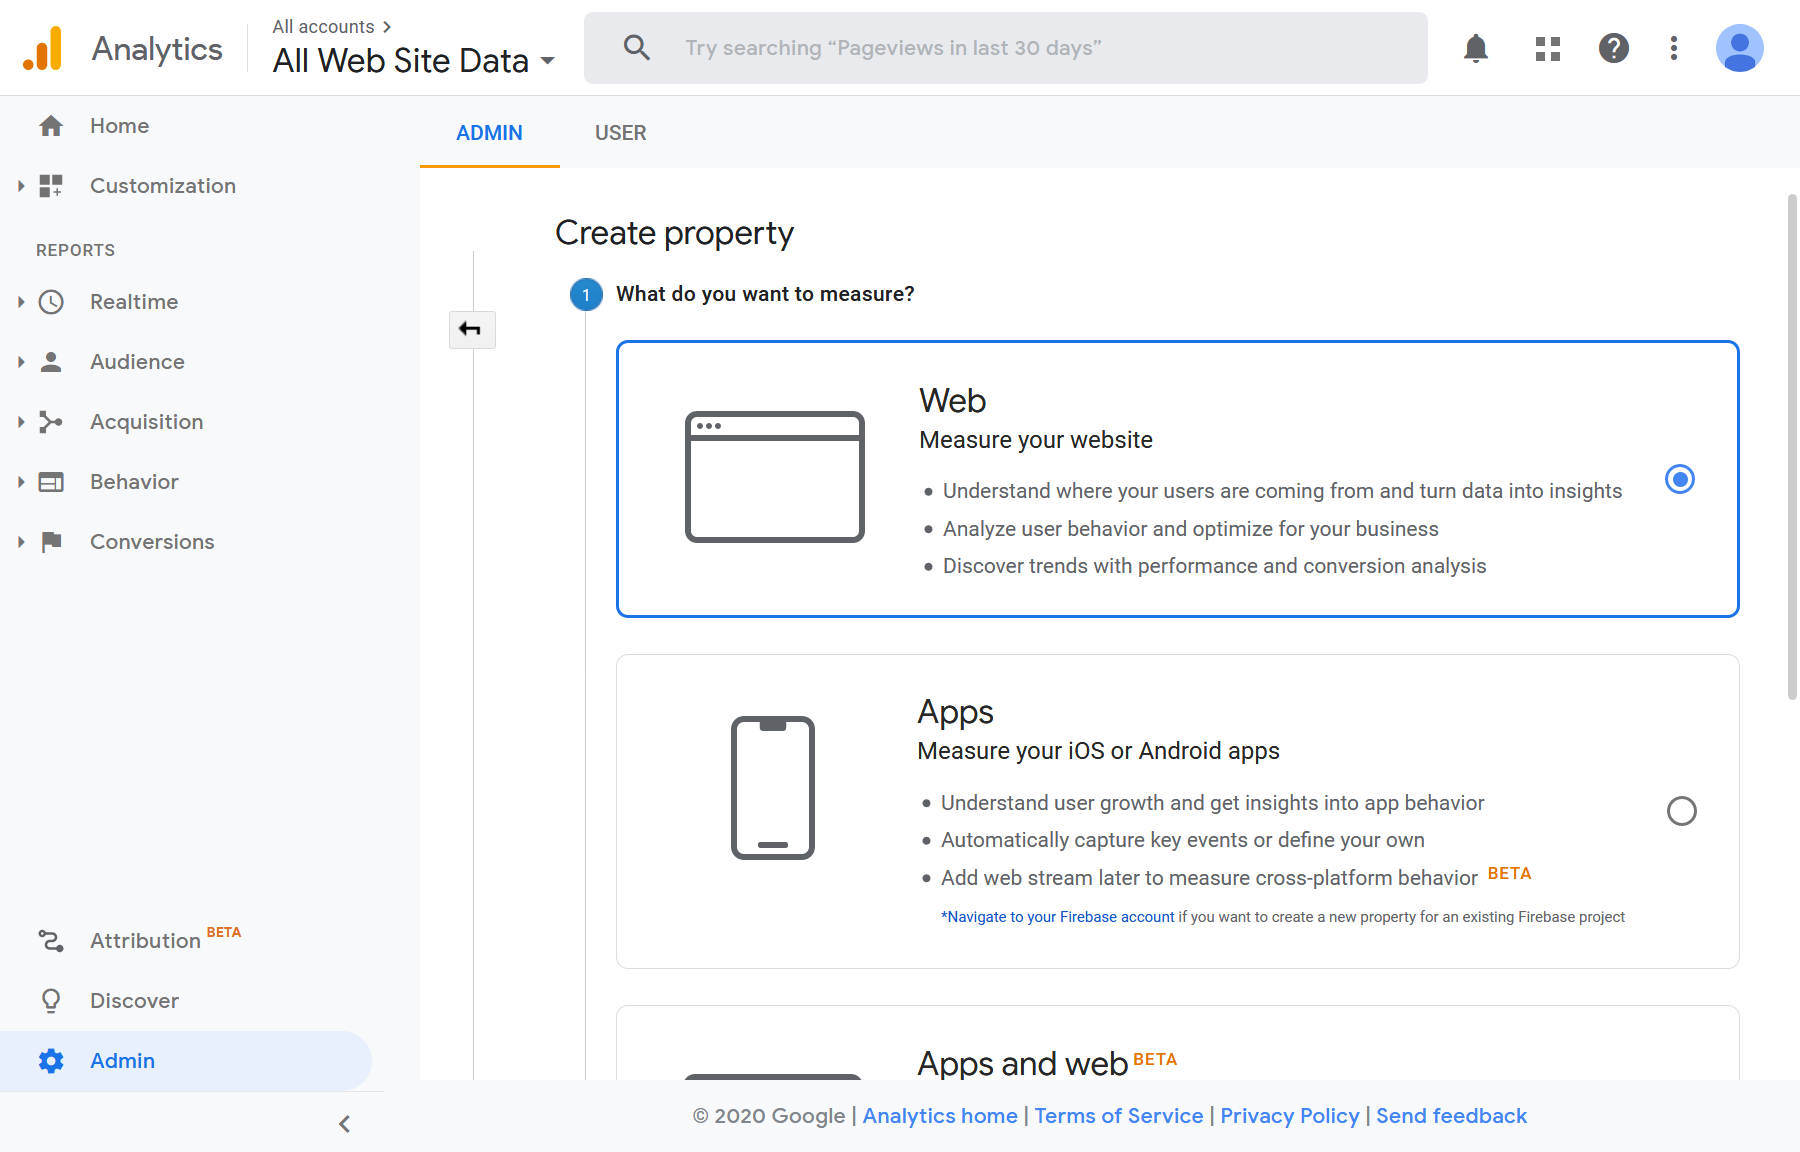 Analytics
All accounts
All Web Site Data
Try searching “Pageviews in last 30 days”
Home
Customization
REPORTS
Realtime
Audience
Acquisition
Behavior
Conversions
Attribution BETA
Discover
Admin
ADMIN
USER
Create property
1 What do you want to measure?
Web
Measure your website
• Understand where your users are coming from and turn data into insights
• Analyze user behavior and optimize for your business
• Discover trends with performance and conversion analysis
Apps
Measure your iOS or Android apps
• Understand user growth and get insights into app behavior
• Automatically capture key events or define your own
• Add web stream later to measure cross-platform behavior BETA
*Navigate to your Firebase account if you want to create a new property for an existing Firebase project
Apps and web BETA
© 2020 Google | Analytics home | Terms of Service | Privacy Policy | Send feedback